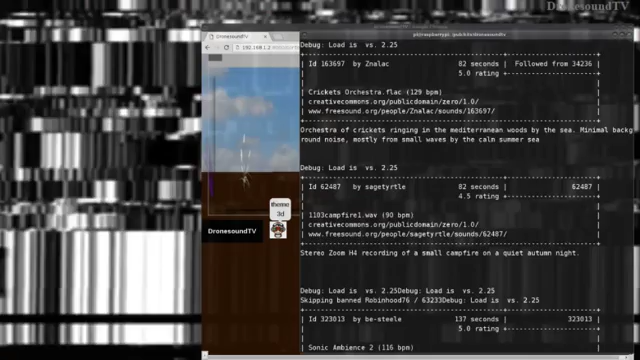 DronesoundTV
pi@raspberrypi: /pub/kits/dronesound
DronesoundTV
192.168.1.2
Debug: Load is  vs. 2.25
| Id 163697  by Znalac 82 seconds | Followed from 34236
5.0 rating
| Crickets Orchestra.flac (129 bpm)
| creativecommons.org/publicdomain/zero/1.0/
| www.freesound.org/people/Znalac/sounds/163697/
Orchestra of crickets ringing in the mediterranean woods by the sea. Minimal backg
round noise, mostly from small waves by the calm summer sea
Debug: Load is  vs. 2.25
| Id 62487  by sagetyrtle 82 seconds | 62487
4.5 rating
| 1103campfire1.wav (90 bpm)
| creativecommons.org/publicdomain/zero/1.0/
| www.freesound.org/people/sagetyrtle/sounds/62487/
Stereo Zoom H4 recording of a small campfire on a quiet autumn night.
theme
3d
DronesoundTV
Debug: Load is  vs. 2.25Debug: Load is  vs. 2.25
Skipping banned Robinhood76 / 63233Debug: Load is  vs. 2.25
| Id 323013  by be-steele 137 seconds | 323013
5.0 rating
| Sonic Ambience 2 (116 bpm)